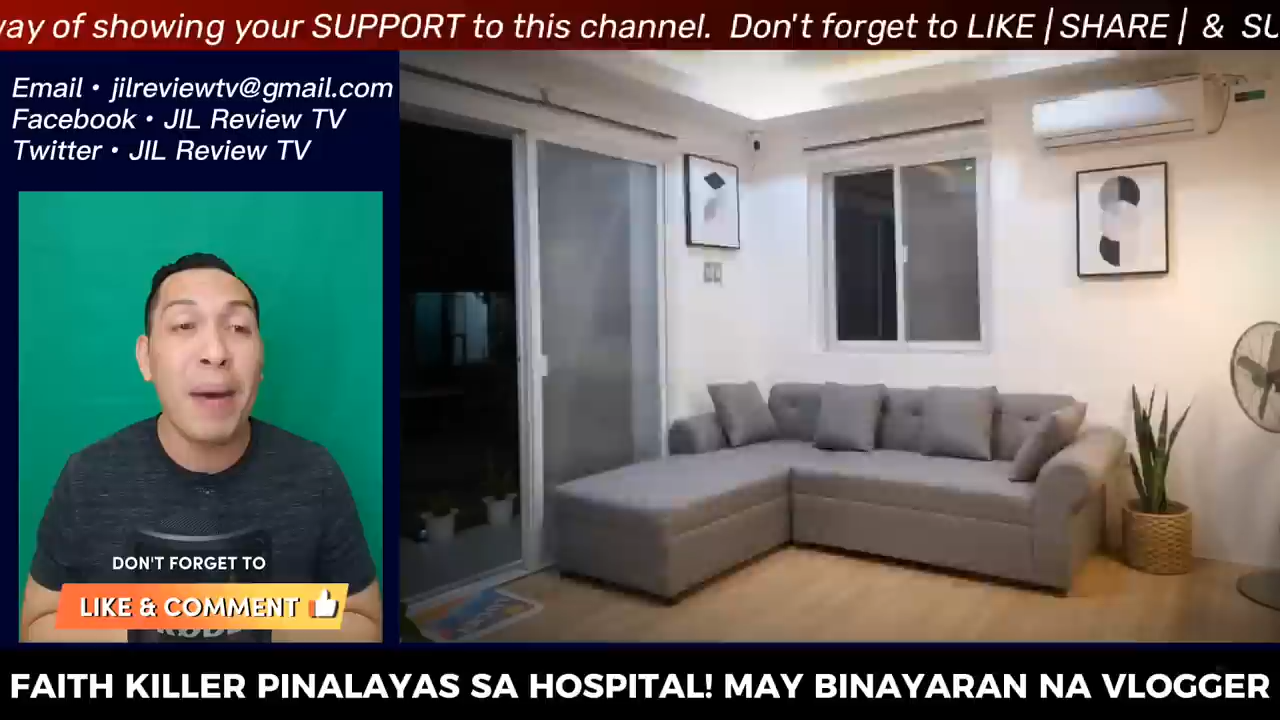 ay of showing your SUPPORT to this channel. Don't forget to LIKE | SHARE | & SU
Email • jilreviewtv@gmail.com
Facebook • JIL Review TV
Twitter • JIL Review TV
DON'T FORGET TO
LIKE & COMMENT
FAITH KILLER PINALAYAS SA HOSPITAL! MAY BINAYARAN NA VLOGGER